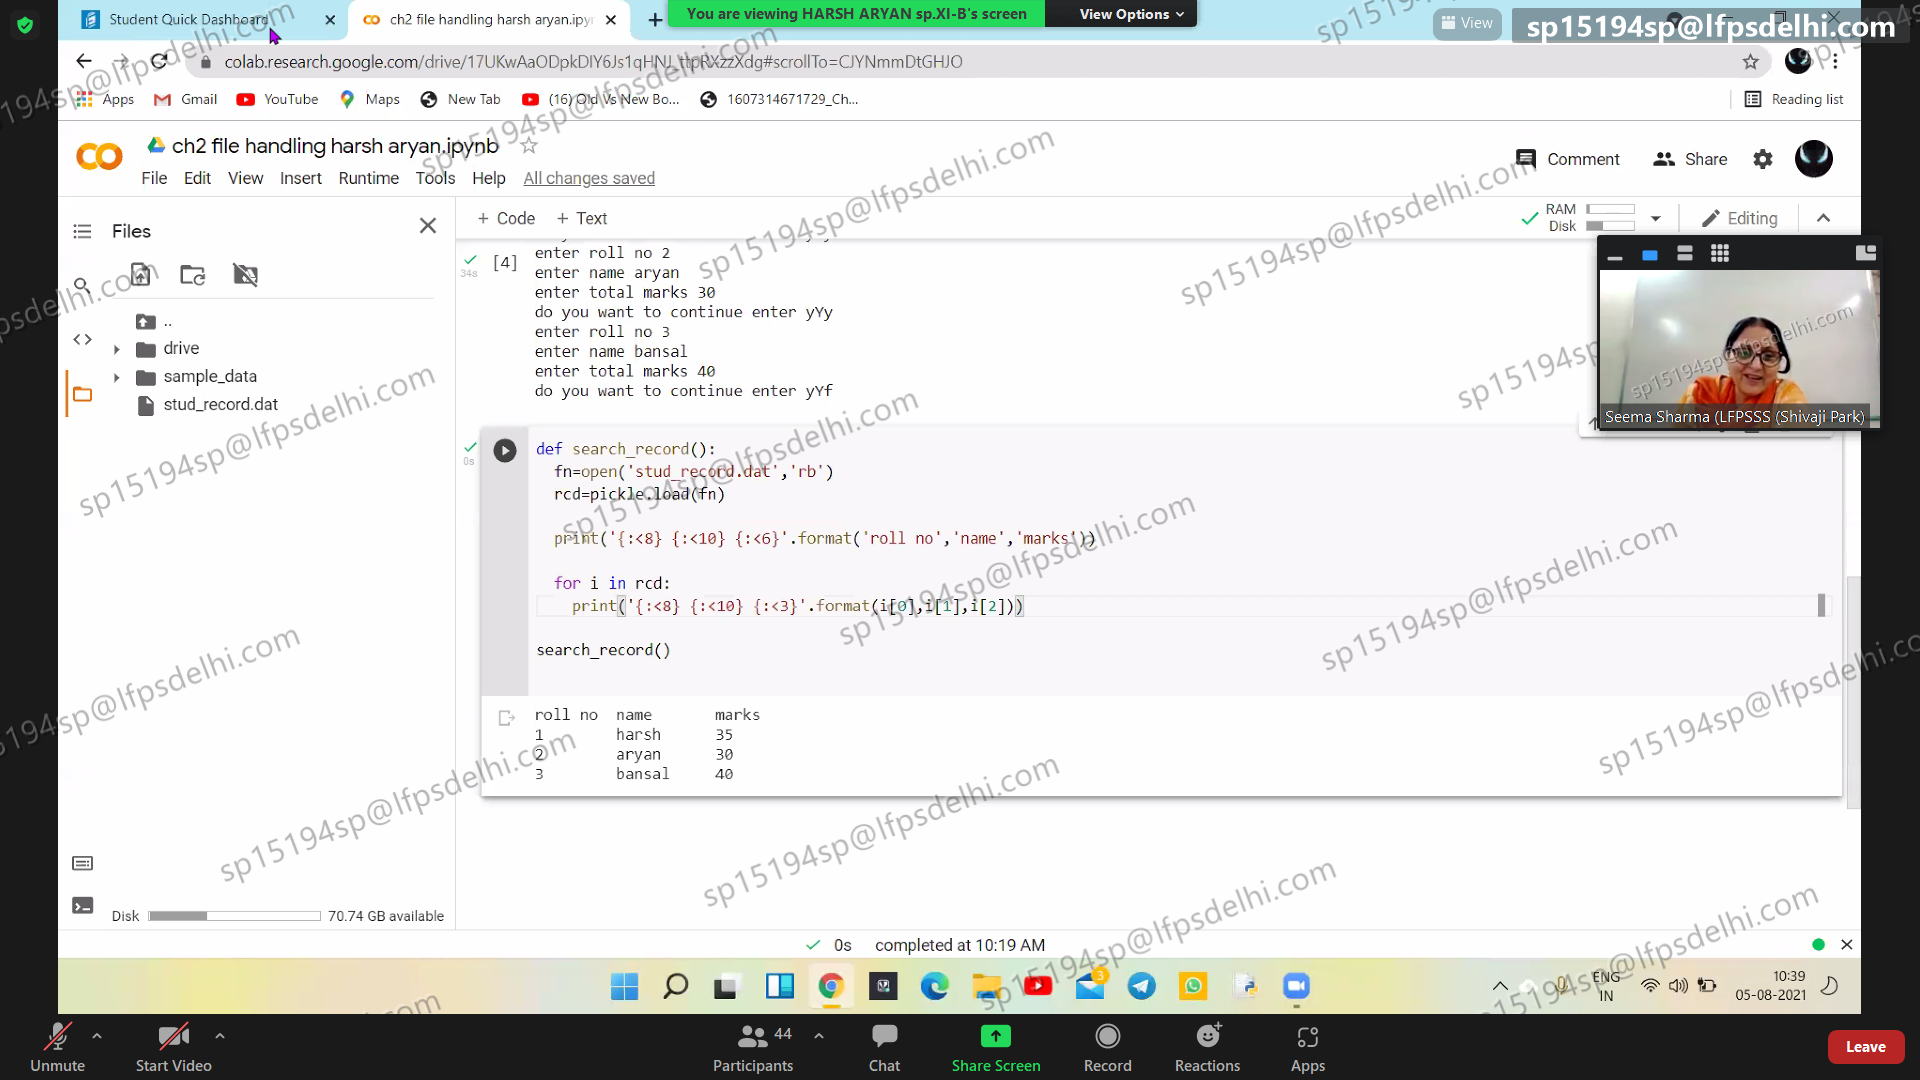 Student Quick Dashboard
ch2 file handling harsh aryan.ipy
You are viewing HARSH ARYAN sp.XI-B's screen
View Options
View
sp15194sp@lfpsdelhi.com
colab.research.google.com/drive/
#scrollTo=CJYNmmDtGHJO
Apps
Gmail
YouTube
Maps
New Tab
(16) Old Vs New Bo...
1607314671729_Ch...
Reading list
ch2 file handling harsh aryan.ipynb
Comment
Share
File Edit View Insert Runtime Tools Help All changes saved
Files
+ Code + Text
RAM
Disk
Editing
..
drive
sample_data
stud_record.dat
34s
[4]
enter roll no 2
enter name aryan
enter total marks 30
do you want to continue enter yYy
enter roll no 3
enter name bansal
enter total marks 40
do you want to continue enter yYf
Seema Sharma (LFPSSS (Shivaji Park)
0s
def search_record():
fn=open('stud_record.dat','rb')
rcd=pickle.load(fn)
print('{:<8} {:<10} {:<6}'.format('roll no','name','marks'))
for i in rcd:
print('{:<8} {:<10} {:<3}'.format(i[0],i[1],i[2]))
search_record()
roll no name marks
1 harsh 35
2 aryan 30
3 bansal 40
Disk 70.74 GB available
0s completed at 10:19 AM
3
ENG
IN
10:39
05-08-2021
Unmute
Start Video
44
Participants
Chat
Share Screen
Record
Reactions
Apps
Leave
sp15194sp@lfpsdelhi.com